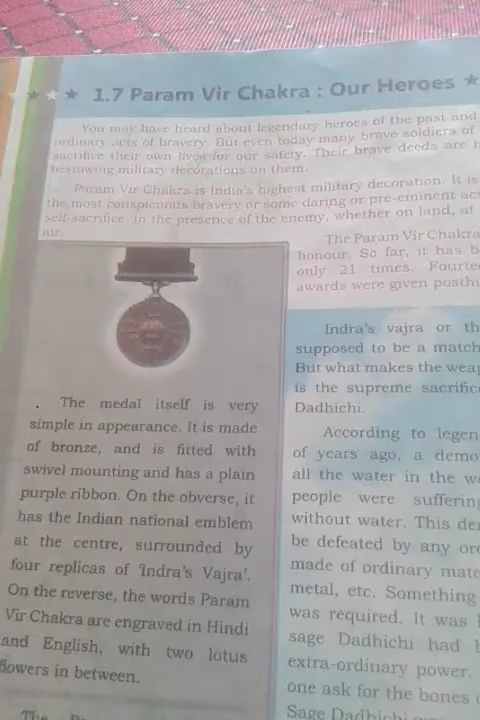 1.7 Param Vir Chakra : Our Heroes
You may have heard about legendary heroes of the past and
ordinary acts of bravery. But even today many brave soldiers of
sacrifice their own lives for our safety. Their brave deeds are
bestowing military decorations on them.
Param Vir Chakra is India's highest military decoration. It is
the most conspicuous bravery or some daring or pre-eminent act
self-sacrifice, in the presence of the enemy, whether on land, at
air.
The Param Vir Chakra
honour. So far, it has
only 21 times.
awards were given
Indra's vajra or
supposed to be a match
But what makes the
is the supreme
Dadhichi.
The medal itself is very
simple in appearance. It is made
of bronze, and is fitted with
swivel mounting and has a plain
purple ribbon. On the obverse, it
has the Indian national emblem
at the centre, surrounded by
four replicas of 'Indra's Vajra'.
On the reverse, the words Param
Vir Chakra are engraved in Hindi
and English, with two lotus
flowers in between.
The
According to
of years ago, a
all the water in the
people were suffering
without water. This
be defeated by any
made of ordinary
metal, etc. Something
was required. It was
sage Dadhichi had
extra-ordinary power.
one ask for the bones
Sage Dadhichi